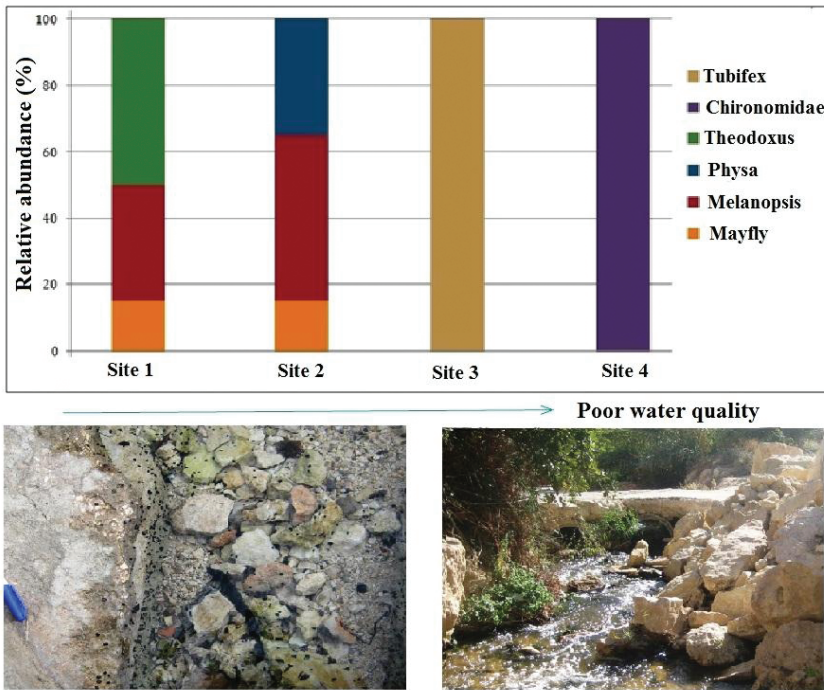 Relative abundance (%)
100
80
60
40
20
0
Site 1
Site 2
Site 3
Site 4
Tubifex
Chironomidae
Theodoxus
Physa
Melanopsis
Mayfly
Poor water quality